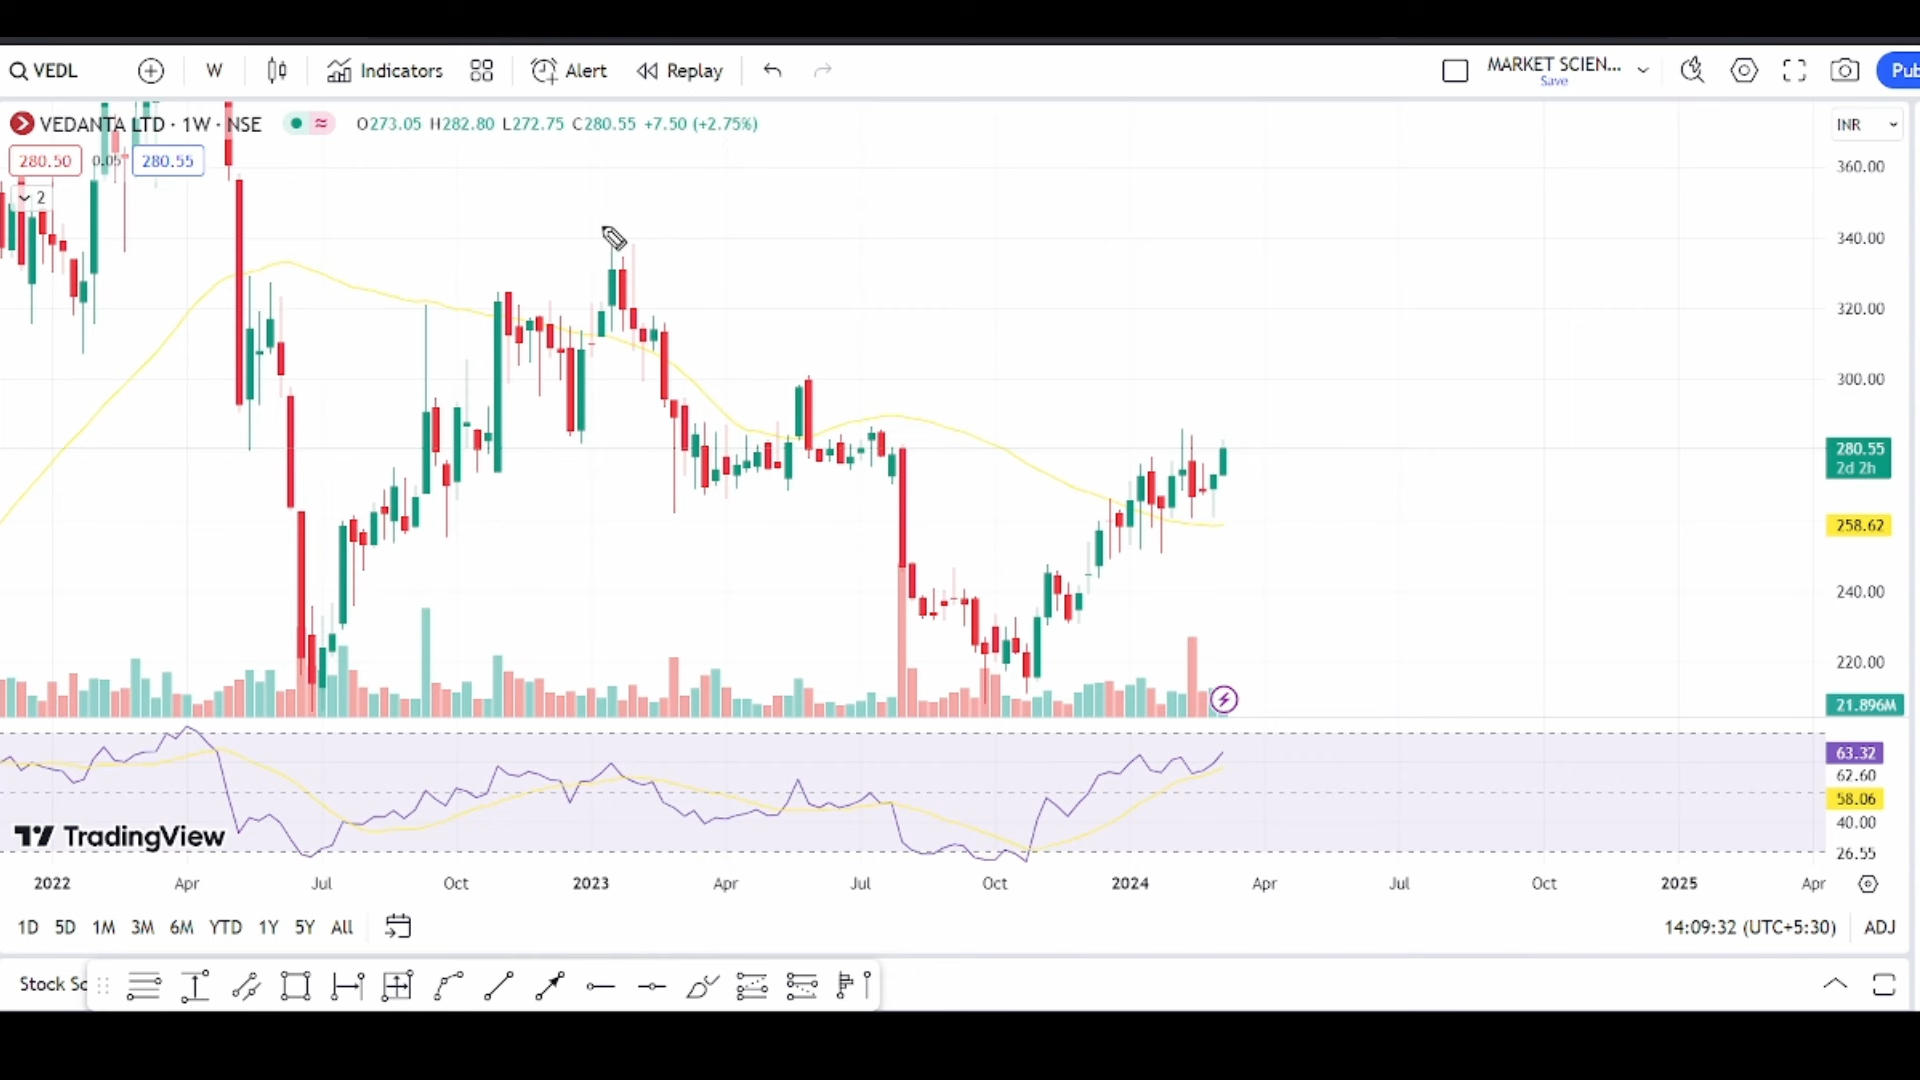 VEDL
W
Indicators
Alert
Replay
MARKET SCIEN...
Save
Pub
VEDANTA LTD · 1W · NSE
O273.05 H282.80 L272.75 C280.55 +7.50 (+2.75%)
INR
280.50
0.05
280.55
2
360.00
340.00
320.00
300.00
280.55
2d 2h
258.62
240.00
220.00
21.896M
63.32
62.60
58.06
40.00
26.55
TradingView
2022 Apr Jul Oct 2023 Apr Jul Oct 2024 Apr Jul Oct 2025 Apr
1D 5D 1M 3M 6M YTD 1Y 5Y All
14:09:32 (UTC+5:30) ADJ
Stock Sc